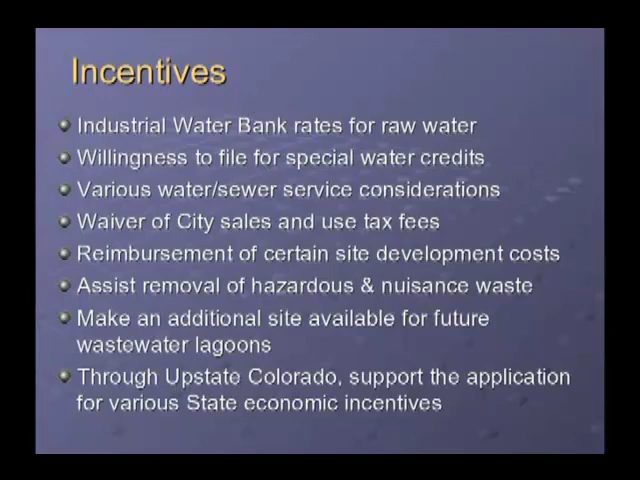 Incentives
Industrial Water Bank rates for raw water
Willingness to file for special water credits
Various water/sewer service considerations
Waiver of City sales and use tax fees
Reimbursement of certain site development costs
Assist removal of hazardous & nuisance waste
Make an additional site available for future
wastewater lagoons
Through Upstate Colorado, support the application
for various State economic incentives